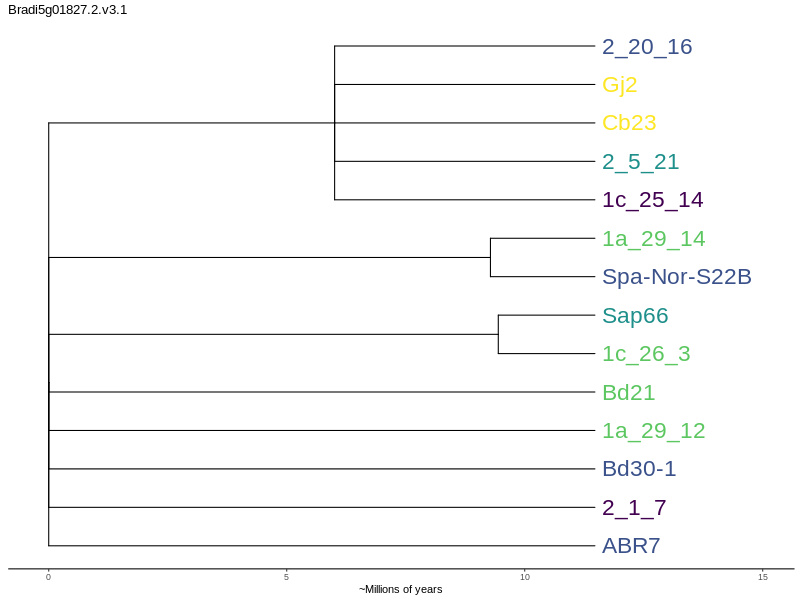 Bradi5g01827.2.v3.1
2_20_16
Gj2
Cb23
2_5_21
1c_25_14
1a_29_14
Spa-Nor-S22B
Sap66
1c_26_3
Bd21
1a_29_12
Bd30-1
2_1_7
ABR7
0 5 10 15
~Millions of years